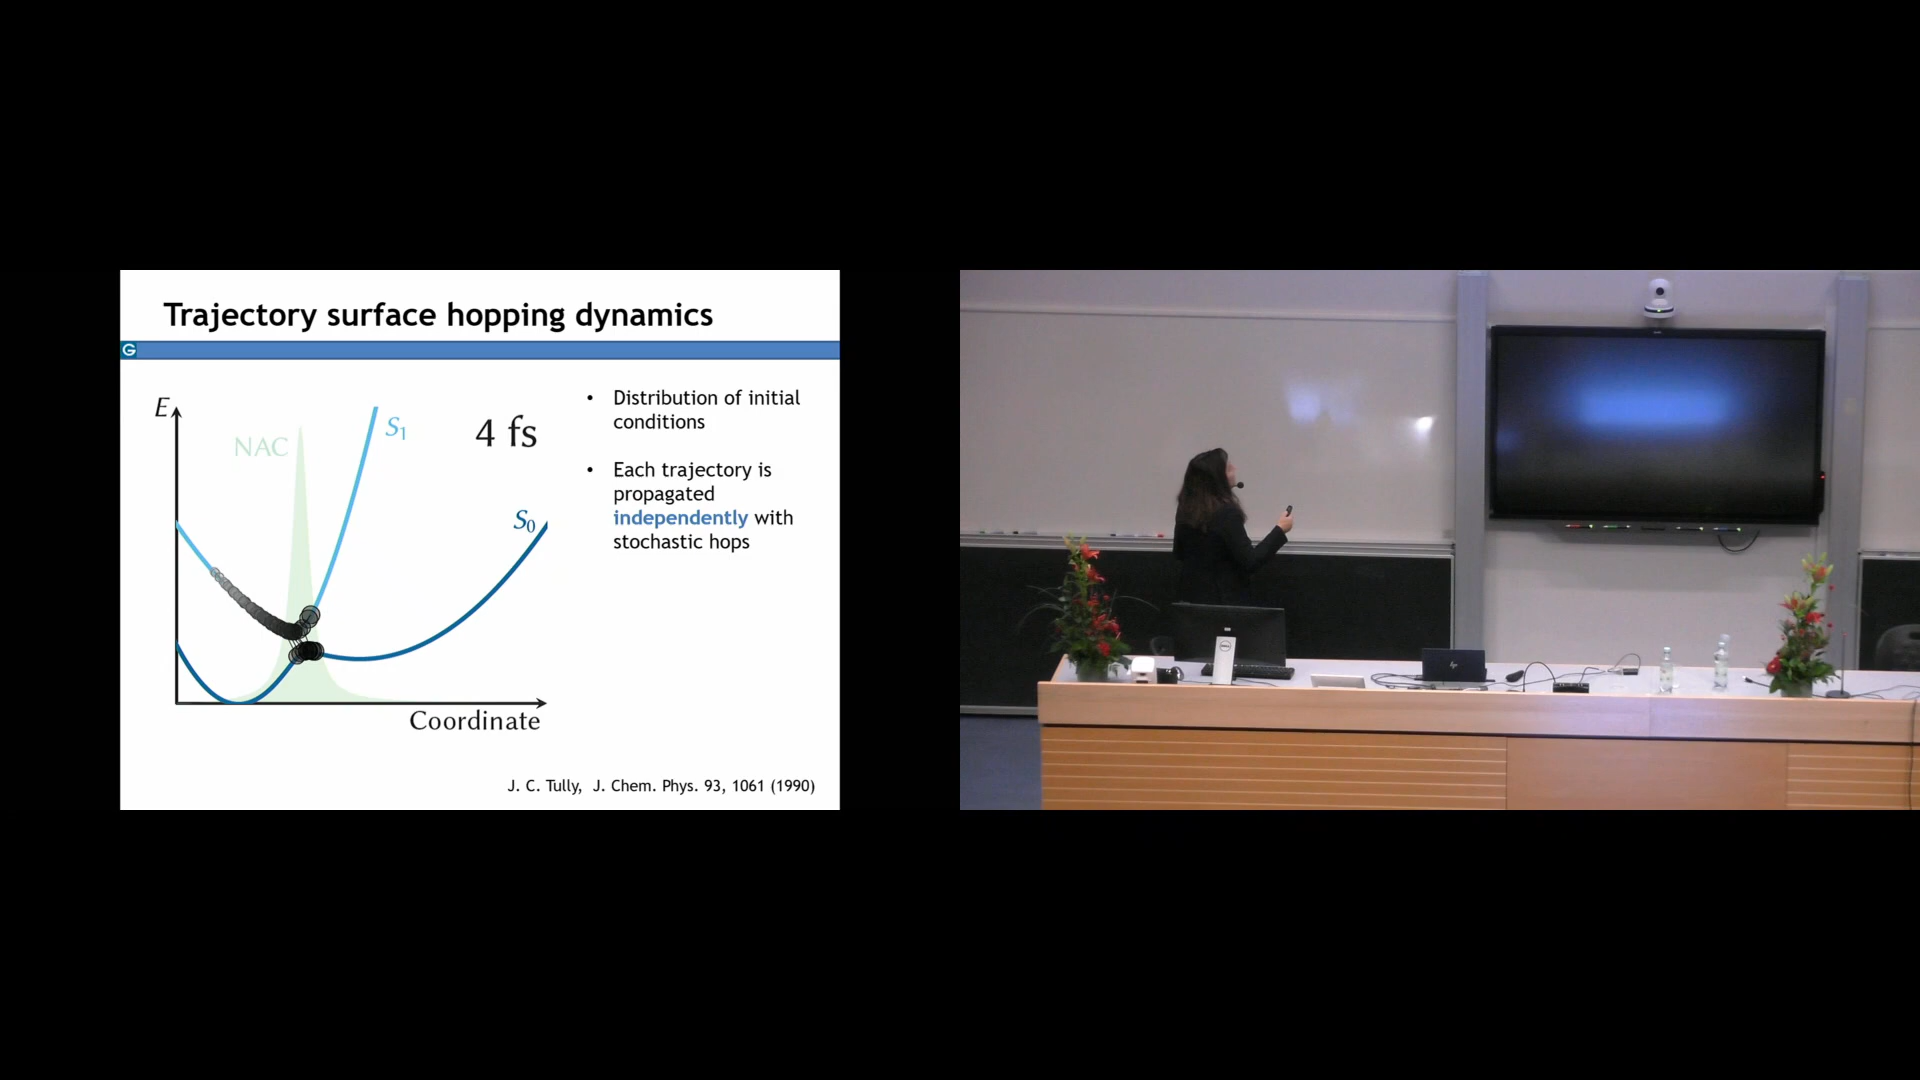 Trajectory surface hopping dynamics
G
E
NAC
S1
4 fs
S0
Coordinate
• Distribution of initial
conditions
• Each trajectory is
propagated
independently with
stochastic hops
J. C. Tully, J. Chem. Phys. 93, 1061 (1990)